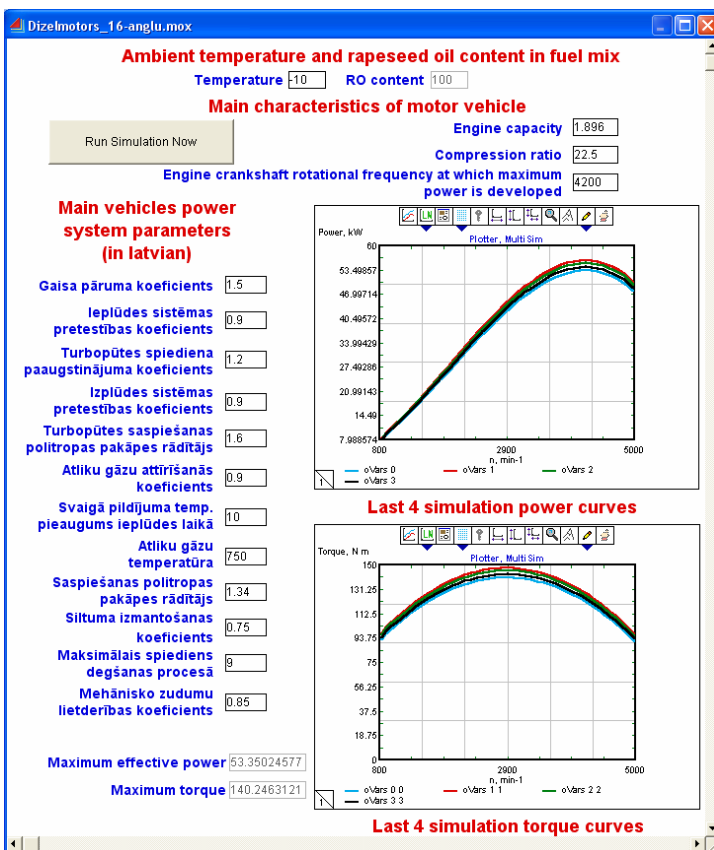 Dizelmotors_16-anglu.mox
Ambient temperature and rapeseed oil content in fuel mix
Temperature -10 RO content 100
Main characteristics of motor vehicle
Run Simulation Now
Engine capacity 1.896
Compression ratio 22.5
Engine crankshaft rotational frequency at which maximum
power is developed 4200
Main vehicles power
system parameters
(in latvian)
Gaisa pāruma koeficients 1.5
Ieplūdes sistēmas
pretestības koeficients 0.9
Turbopūtes spiediena
paaugstinājuma koeficients 1.2
Izplūdes sistēmas
pretestības koeficients 0.9
Turbopūtes saspiešanas
politropas pakāpes rādītājs 1.6
Atliku gāzu attīrīšanās
koeficients 0.9
Svaigā pildījuma temp.
pieaugums ieplūdes laikā 10
Atliku gāzu
temperatūra 750
Saspiešanas politropas
pakāpes rādītājs 1.34
Siltuma izmantošanas
koeficients 0.75
Maksimālais spiediens
degšanas procesā 9
Mehānisko zudumu
lietderības koeficients 0.85
Maximum effective power 53.35024577
Maximum torque 140.2463121
LN
Power, kW
Plotter, Multi Sim
60
53.49857
46.99714
40.49572
33.99429
27.49286
20.99143
14.49
7.988574
800 2900 5000
n, min-1
oVars 0 oVars 1 oVars 2
oVars 3
1
Last 4 simulation power curves
LN
Torque, N m
Plotter, Multi Sim
150
131.25
112.5
93.75
75
56.25
37.5
18.75
0
800 2900 5000
n, min-1
oVars 0 0 oVars 1 1 oVars 2 2
oVars 3 3
1
Last 4 simulation torque curves